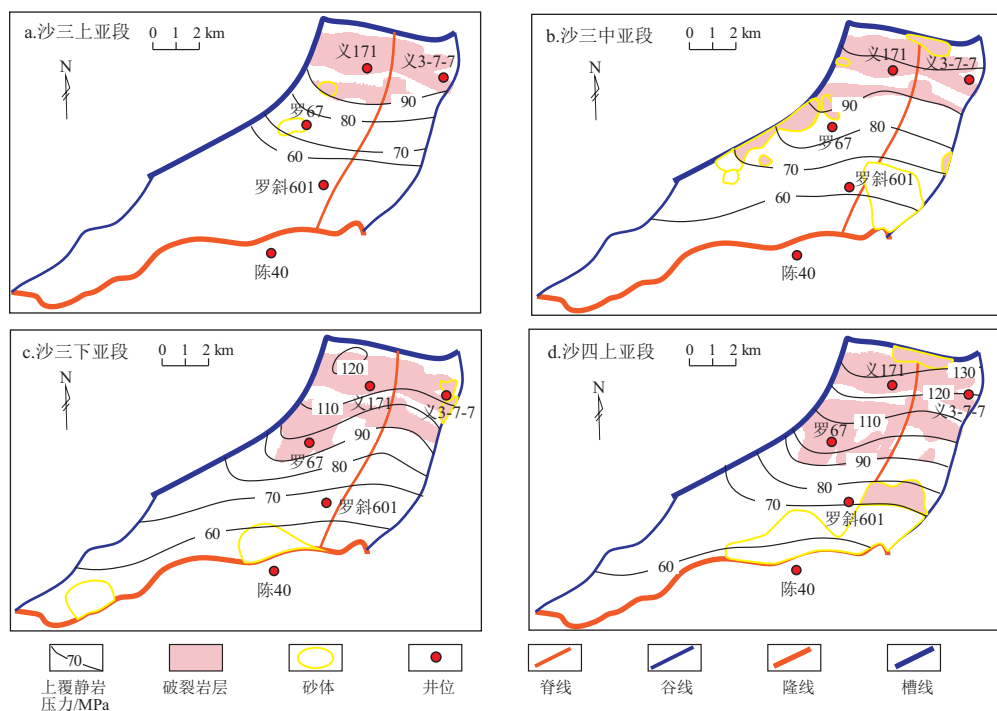 a.沙三上亚段
0 1 2 km
N
义171
义3-7-7
90
罗67
80
70
60
罗斜601
陈40
b.沙三中亚段
0 1 2 km
N
义171
义3-7-7
90
80
罗67
70
罗斜601
60
陈40
c.沙三下亚段
0 1 2 km
N
120
义171
义3-7-7
110
90
罗67
80
70
罗斜601
60
陈40
d.沙四上亚段
0 1 2 km
N
义171
130
120
义3-7-7
110
罗67
90
80
70
罗斜601
60
陈40
70
上覆静岩
压力/MPa
破裂岩层
砂体
井位
脊线
谷线
隆线
槽线